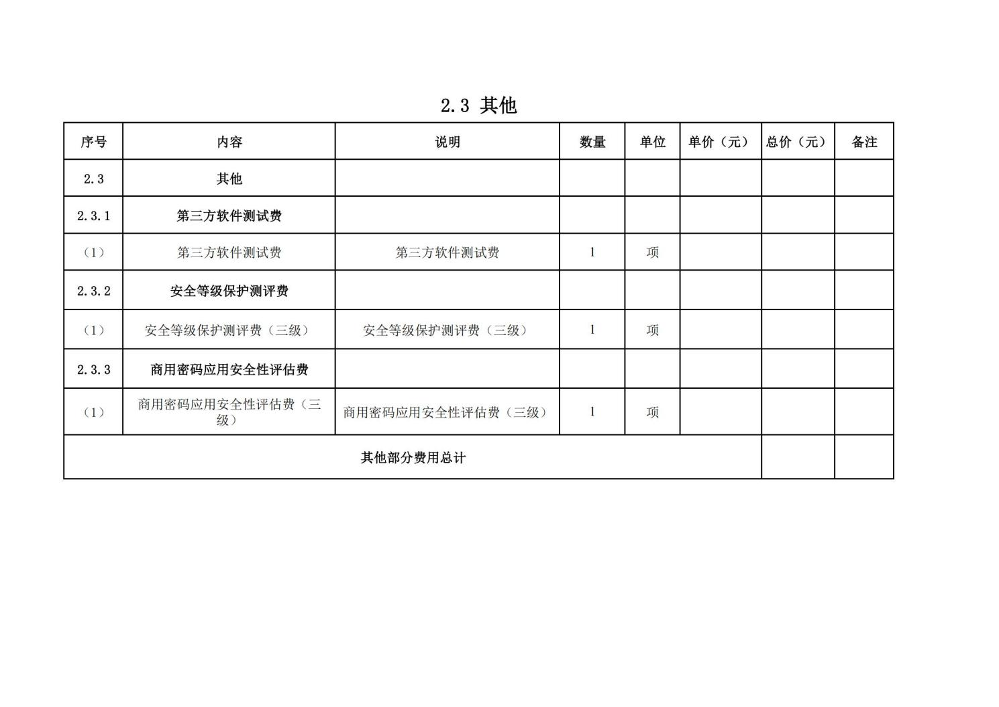 2.3 其他
序号 内容 说明 数量 单位 单价（元） 总价（元） 备注
2.3 其他
2.3.1 第三方软件测试费
（1） 第三方软件测试费 第三方软件测试费 1 项
2.3.2 安全等级保护测评费
（1） 安全等级保护测评费（三级） 安全等级保护测评费（三级） 1 项
2.3.3 商用密码应用安全性评估费
（1） 商用密码应用安全性评估费（三
级） 商用密码应用安全性评估费（三级） 1 项
其他部分费用总计